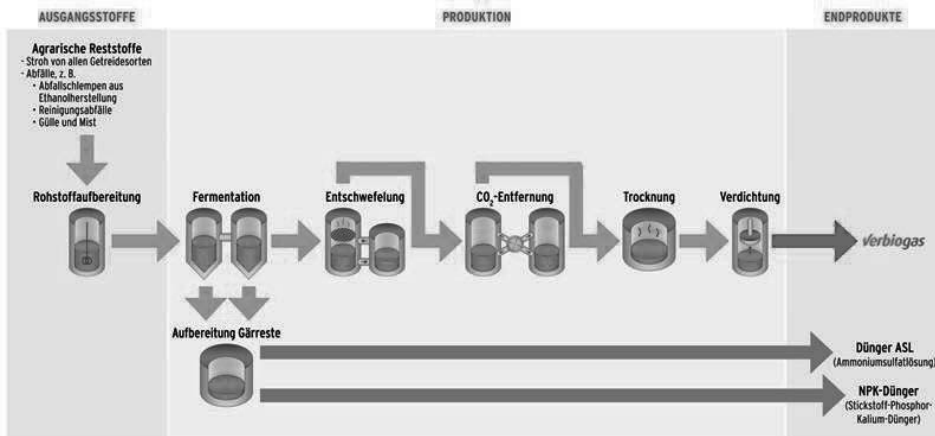 AUSGANGSSTOFFE
PRODUKTION
ENDPRODUKTE
Agrarische Reststoffe
- Stroh von allen Getreidesorten
- Abfälle, z. B.
• Abfallschlempen aus
Ethanolherstellung
• Reinigungsabfälle
• Gülle und Mist
Rohstoffaufbereitung
Fermentation
Entschwefelung
CO₂-Entfernung
Trocknung
Verdichtung
verbiogas
Aufbereitung Gärreste
Dünger ASL
(Ammoniumsulfatlösung)
NPK-Dünger
(Stickstoff-Phosphor-
Kalium-Dünger)